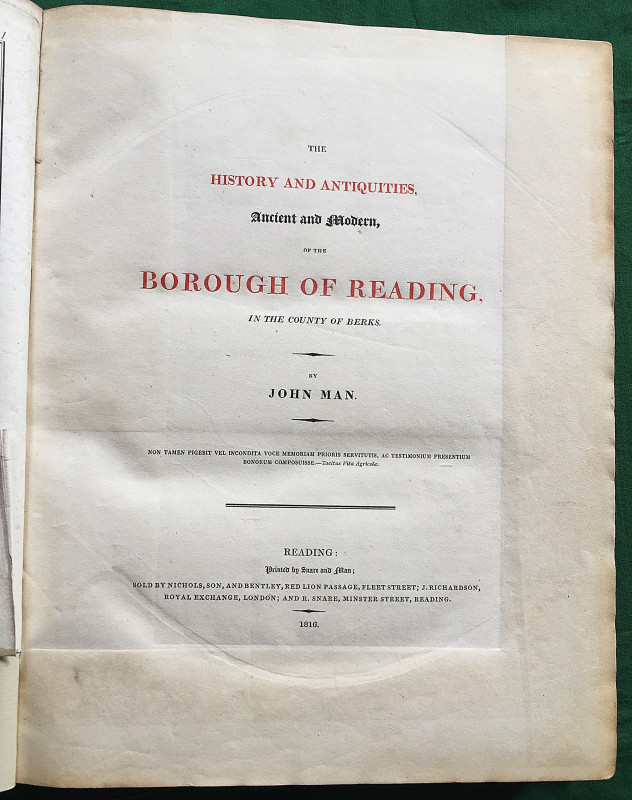 THE
HISTORY AND ANTIQUITIES,
Ancient and Modern,
OF THE
BOROUGH OF READING,
IN THE COUNTY OF BERKS.
BY
JOHN MAN.
NON TAMEN PIGEBIT VEL INCONDITA VOCE MEMORIAM PRIORIS SERVITUTIS, AC TESTIMONIUM PRESENTIUM
BONORUM COMPOSUISSE.—Tacitus Vita Agricolæ.
READING:
Printed by Snare and Man;
SOLD BY NICHOLS, SON, AND BENTLEY, RED LION PASSAGE, FLEET STREET; J. RICHARDSON,
ROYAL EXCHANGE, LONDON; AND R. SNARE, MINSTER STREET, READING.
1816.